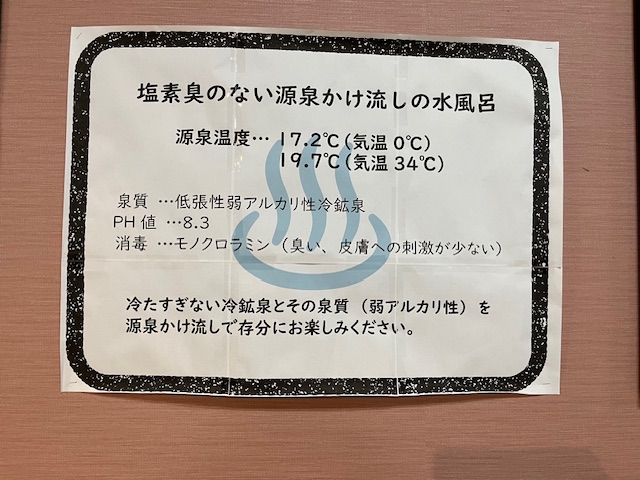 塩素臭のない源泉かけ流しの水風呂
源泉温度… 17.2℃(気温 0℃)
19.7℃(気温 34℃)
泉質 …低張性弱アルカリ性冷鉱泉
PH 値 …8.3
消毒 …モノクロラミン(臭い、皮膚への刺激が少ない)
冷たすぎない冷鉱泉とその泉質(弱アルカリ性)を
源泉かけ流しで存分にお楽しみください。